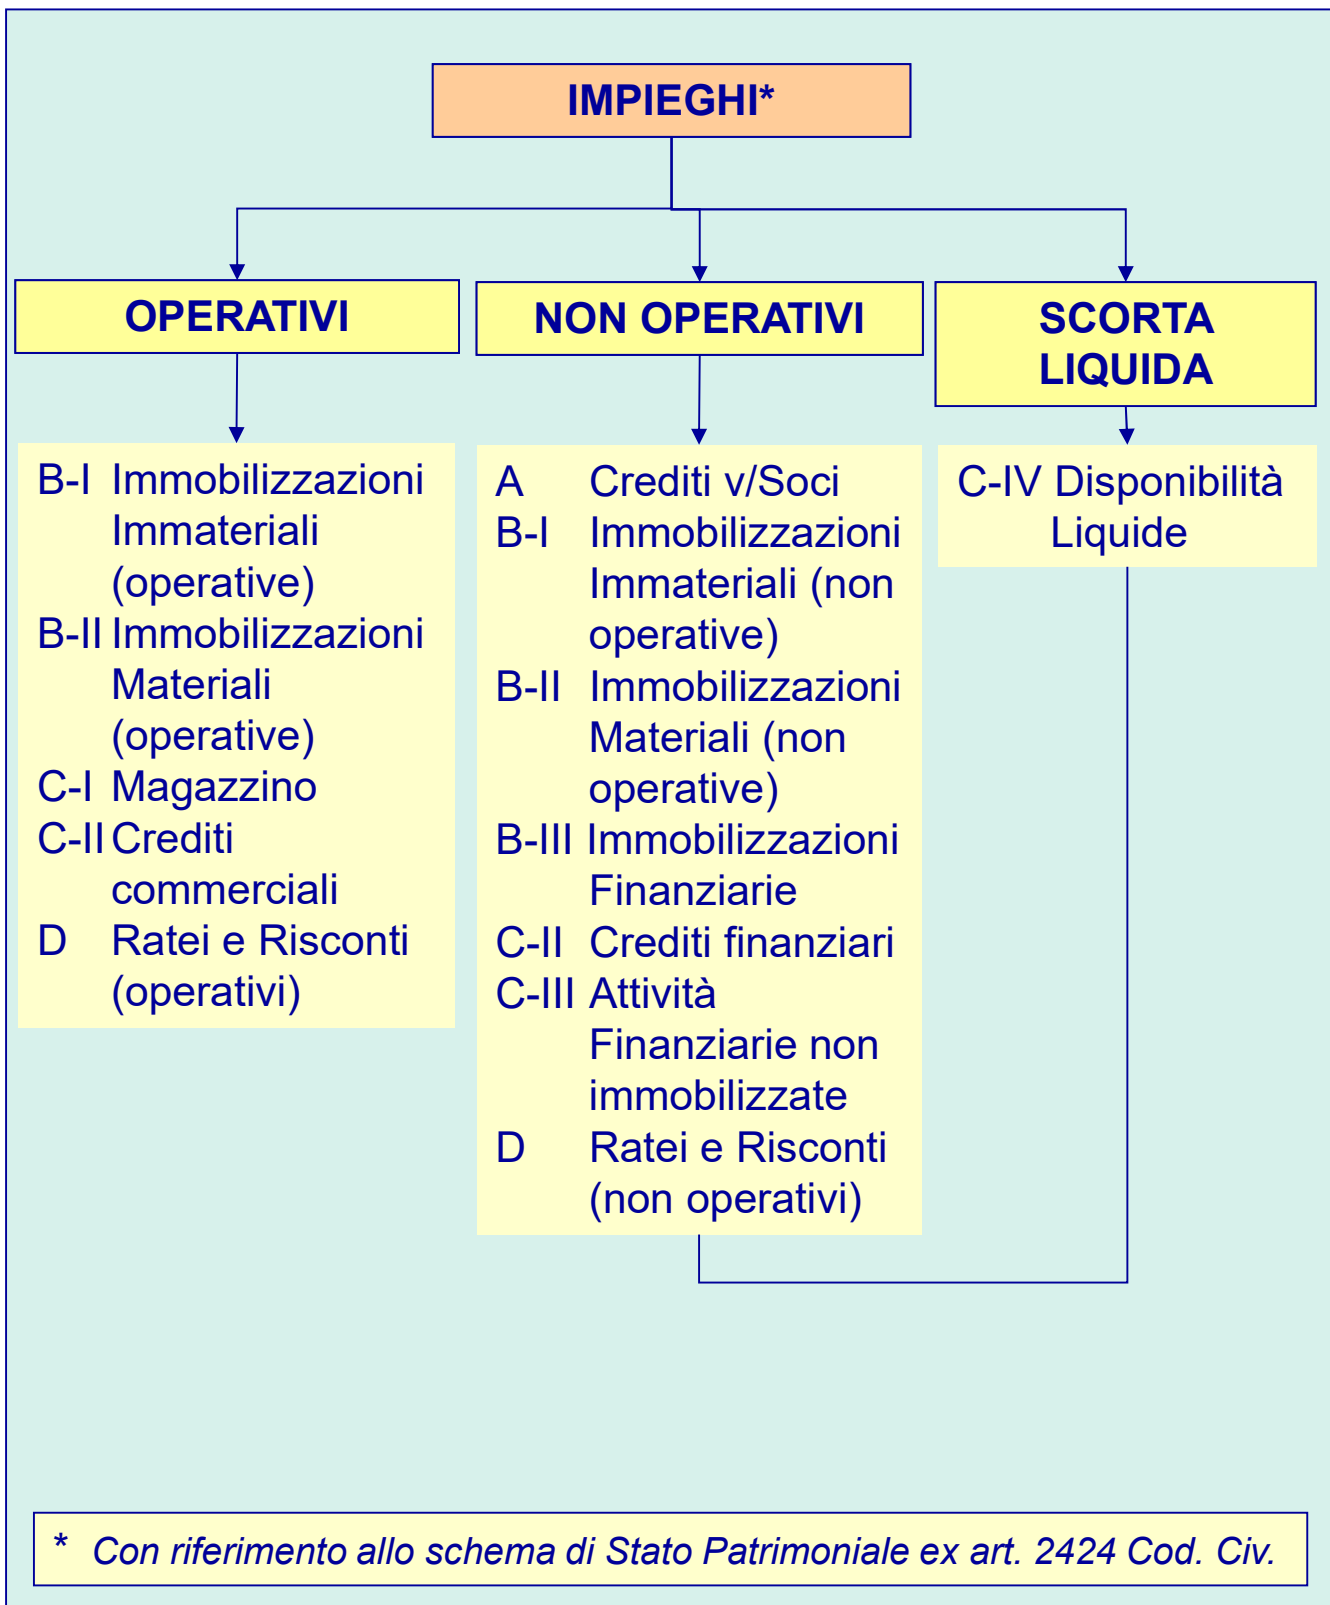 IMPIEGHI*
OPERATIVI
B-I Immobilizzazioni
Immateriali
(operative)
B-II Immobilizzazioni
Materiali
(operative)
C-I Magazzino
C-II Crediti
commerciali
D Ratei e Risconti
(operativi)
NON OPERATIVI
A Crediti v/Soci
B-I Immobilizzazioni
Immateriali (non
operative)
B-II Immobilizzazioni
Materiali (non
operative)
B-III Immobilizzazioni
Finanziarie
C-II Crediti finanziari
C-III Attività
Finanziarie non
immobilizzate
D Ratei e Risconti
(non operativi)
SCORTA
LIQUIDA
C-IV Disponibilità
Liquide
* Con riferimento allo schema di Stato Patrimoniale ex art. 2424 Cod. Civ.